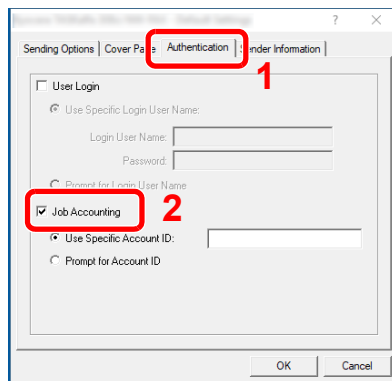 ? ×
Sending Options Cover Page Authentication Sender Information
1
User Login
Use Specific Login User Name:
Login User Name:
Password:
Prompt for Login User Name
Job Accounting 2
Use Specific Account ID:
Prompt for Account ID
OK Cancel